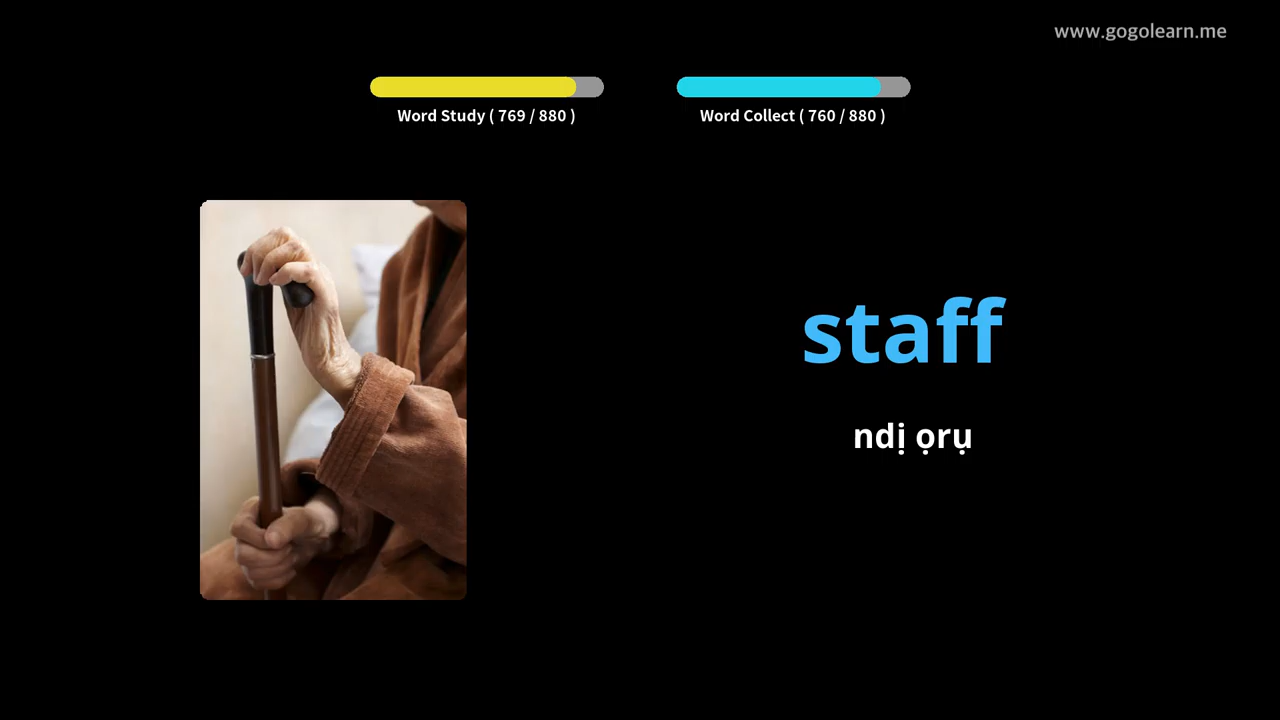 www.gogolearn.me
Word Study ( 769 / 880 )
Word Collect ( 760 / 880 )
staff
ndị ọrụ